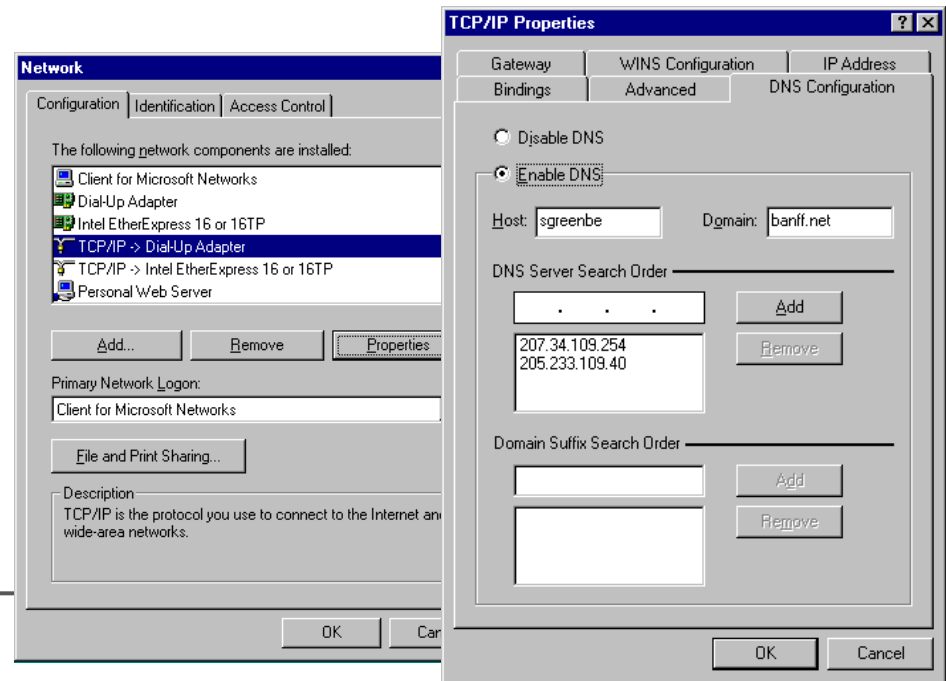 Network
Configuration Identification Access Control
The following network components are installed:
Client for Microsoft Networks
Dial-Up Adapter
Intel EtherExpress 16 or 16TP
TCP/IP -> Dial-Up Adapter
TCP/IP -> Intel EtherExpress 16 or 16TP
Personal Web Server
Add... Remove Properties
Primary Network Logon:
Client for Microsoft Networks
File and Print Sharing...
Description
TCP/IP is the protocol you use to connect to the Internet and
wide-area networks.
OK
TCP/IP Properties
Gateway WINS Configuration IP Address
Bindings Advanced DNS Configuration
Disable DNS
Enable DNS
Host: sgreenbe Domain: banff.net
DNS Server Search Order
. . . Add
207.34.109.254
205.233.109.40
Remove
Domain Suffix Search Order
Add
Remove
OK Cancel